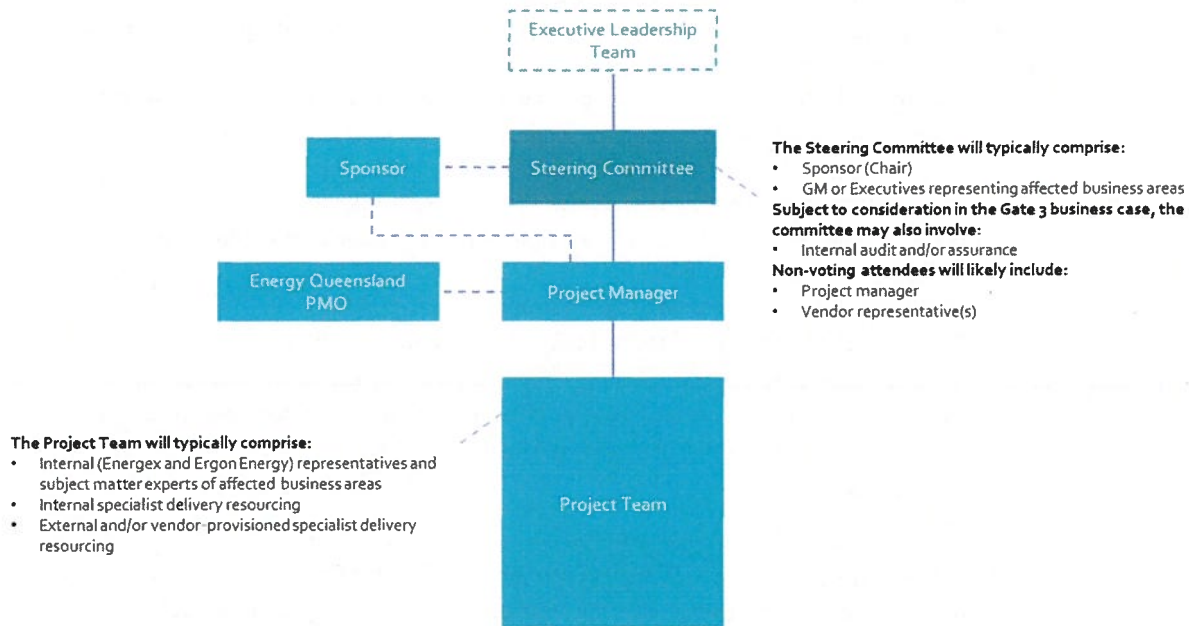 Executive Leadership
Team
Sponsor
Steering Committee
The Steering Committee will typically comprise:
• Sponsor (Chair)
• GM or Executives representing affected business areas
Subject to consideration in the Gate 3 business case, the
committee may also involve:
• Internal audit and/or assurance
Non-voting attendees will likely include:
• Project manager
• Vendor representative(s)
Energy Queensland
PMO
Project Manager
The Project Team will typically comprise:
• Internal (Energex and Ergon Energy) representatives and
subject matter experts of affected business areas
• Internal specialist delivery resourcing
• External and/or vendor-provisioned specialist delivery
resourcing
Project Team